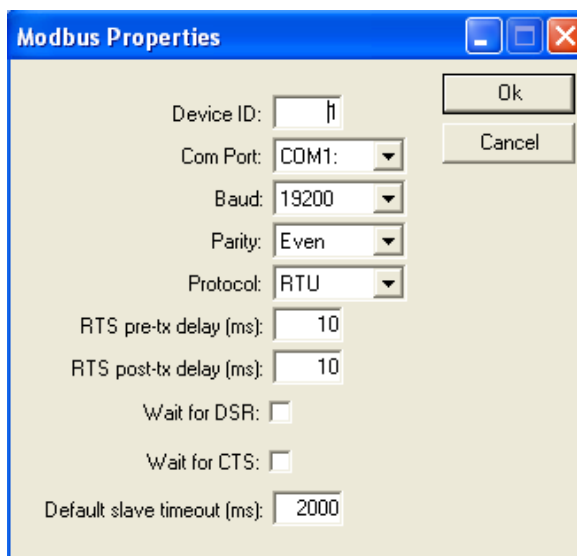 Modbus Properties
Ok
Device ID: 1
Cancel
Com Port: COM1:
Baud: 19200
Parity: Even
Protocol: RTU
RTS pre-tx delay (ms): 10
RTS post-tx delay (ms): 10
Wait for DSR:
Wait for CTS:
Default slave timeout (ms): 2000